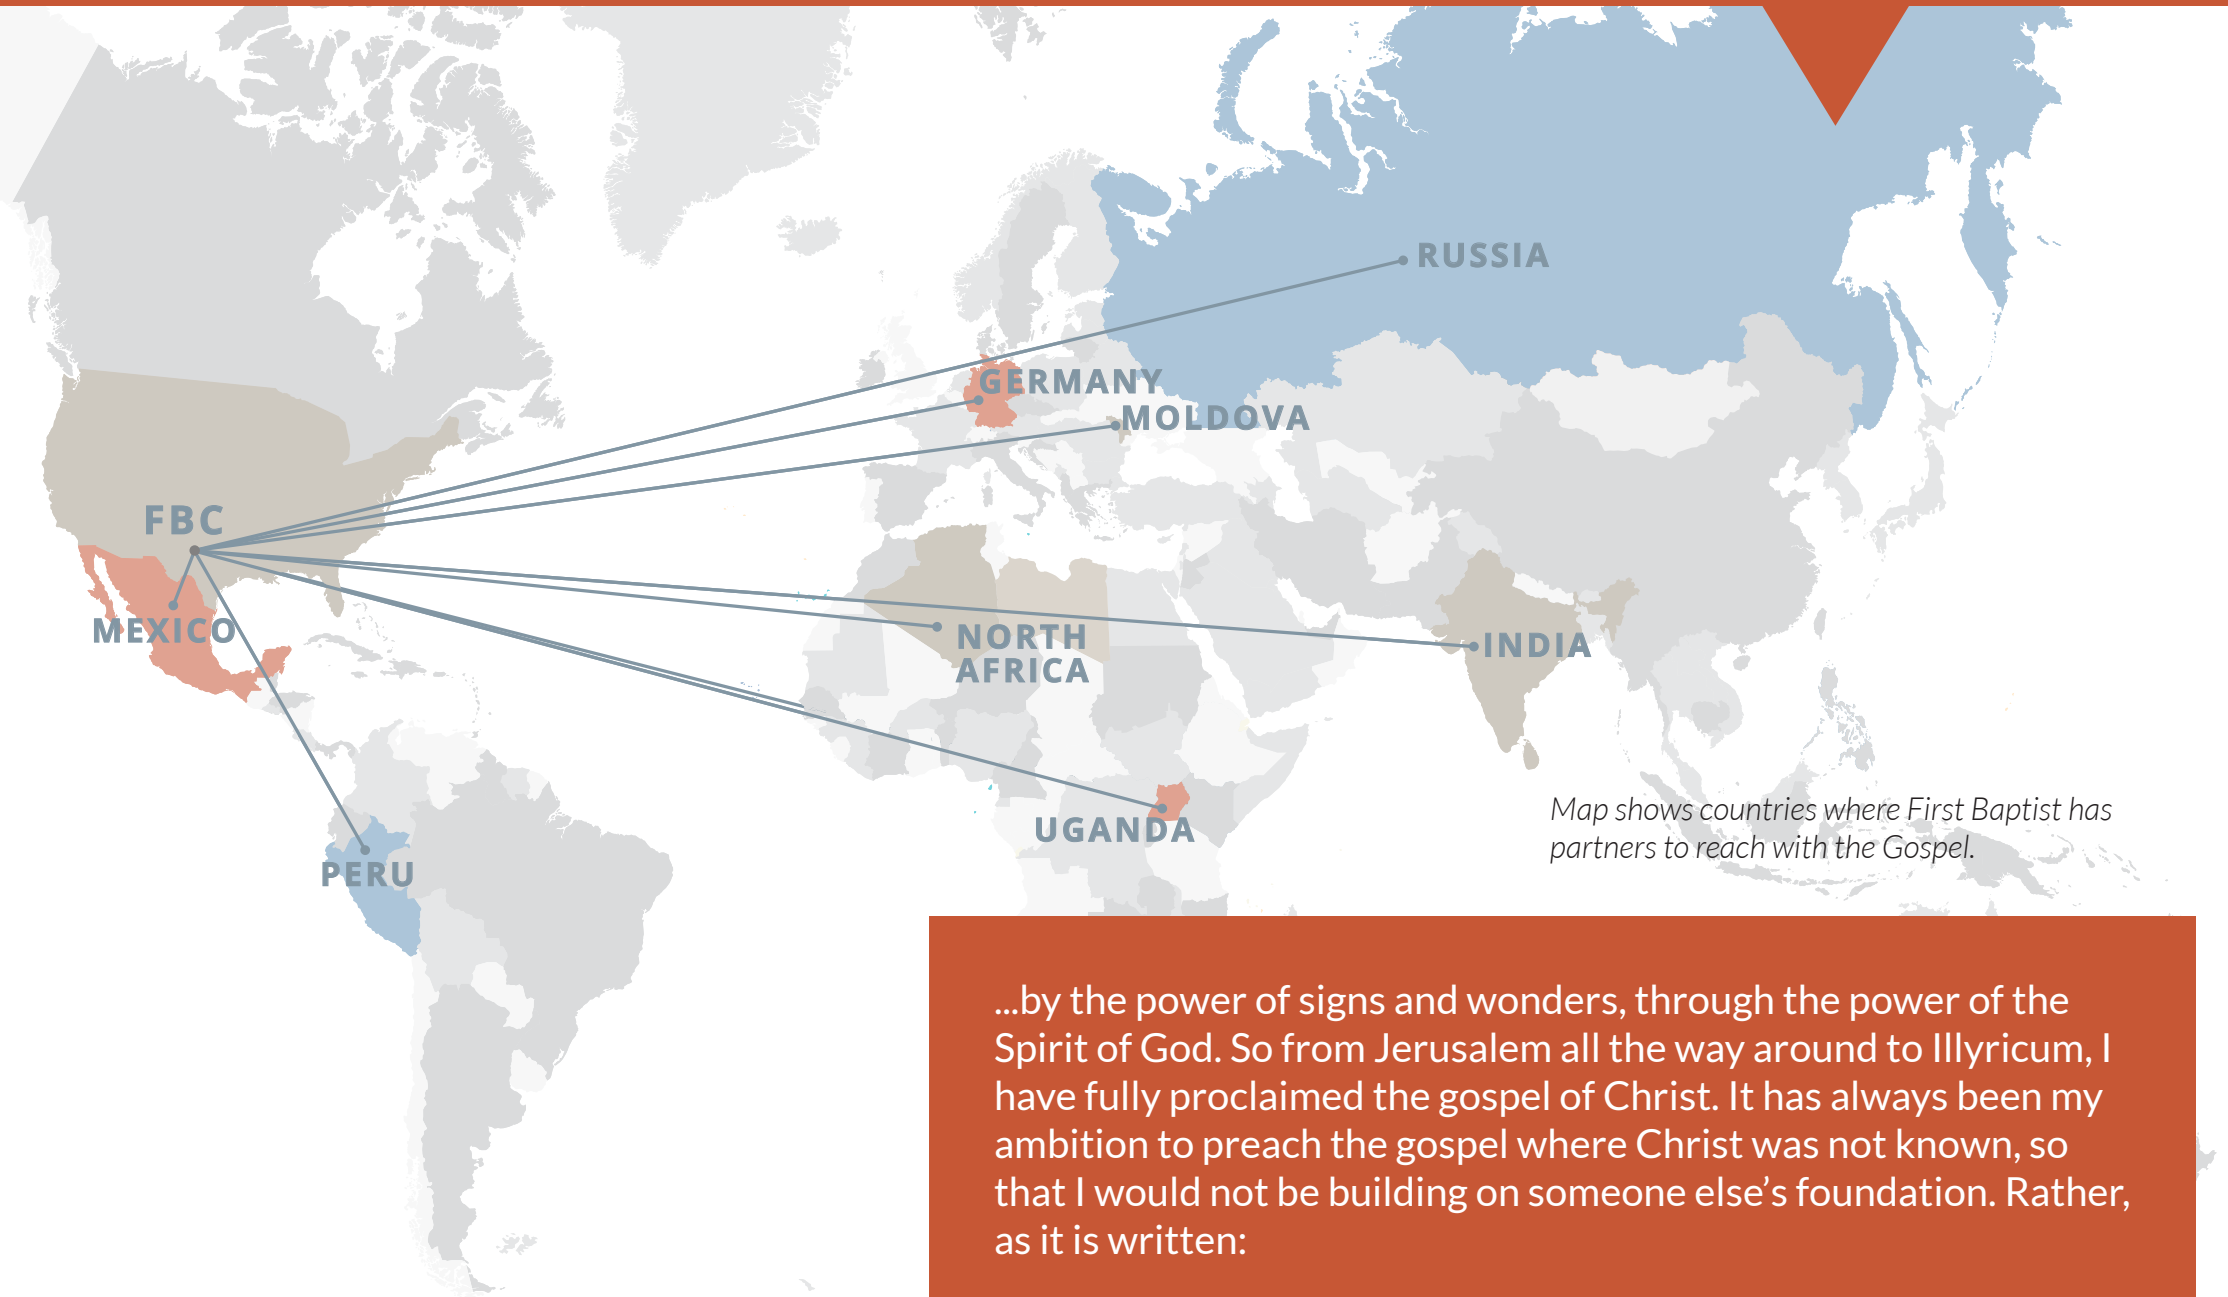 RUSSIA
GERMANY
MOLDOVA
FBC
MEXICO
NORTH
AFRICA
INDIA
UGANDA
PERU
Map shows countries where First Baptist has
partners to reach with the Gospel.
...by the power of signs and wonders, through the power of the
Spirit of God. So from Jerusalem all the way around to Illyricum, I
have fully proclaimed the gospel of Christ. It has always been my
ambition to preach the gospel where Christ was not known, so
that I would not be building on someone else’s foundation. Rather,
as it is written: